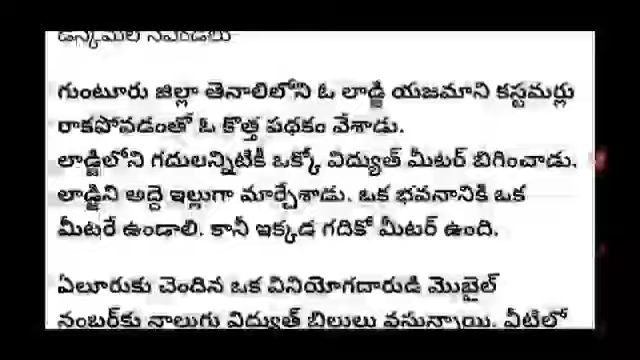 గుంటూరు జిల్లా తెనాలిలోని ఓ లాడ్జి యజమాని కస్టమర్లు
రాకపోవడంతో ఓ కొత్త పథకం వేశాడు.
లాడ్జిలోని గదులన్నిటికీ ఒక్కో విద్యుత్ మీటర్ బిగించాడు.
లాడ్జిని అద్దె ఇల్లుగా మార్చేశాడు. ఒక భవనానికి ఒక
మీటరే ఉండాలి. కానీ ఇక్కడ గదికో మీటర్ ఉంది.
ఏలూరుకు చెందిన ఒక వినియోగదారుడి మొబైల్
నంబర్‌కు నాలుగు విద్యుత్ బిలులు వసున్నాయి. వీటిలో